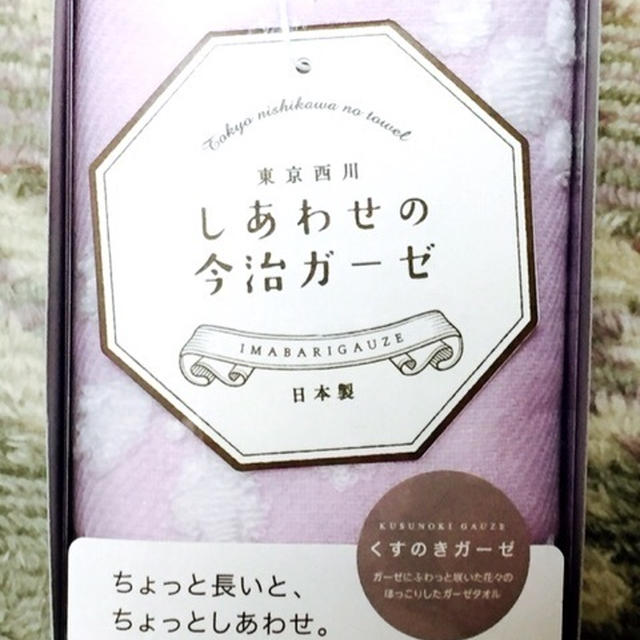 Tokyo nishikawa no towel
東京西川
しあわせの
今治ガーゼ
IMABARIGAUZE
日本製
KUSUNOKI GAUZE
くすのきガーゼ
ガーゼにふわっと咲いた花々の
ほっこりしたガーゼタオル
ちょっと長いと、
ちょっとしあわせ。